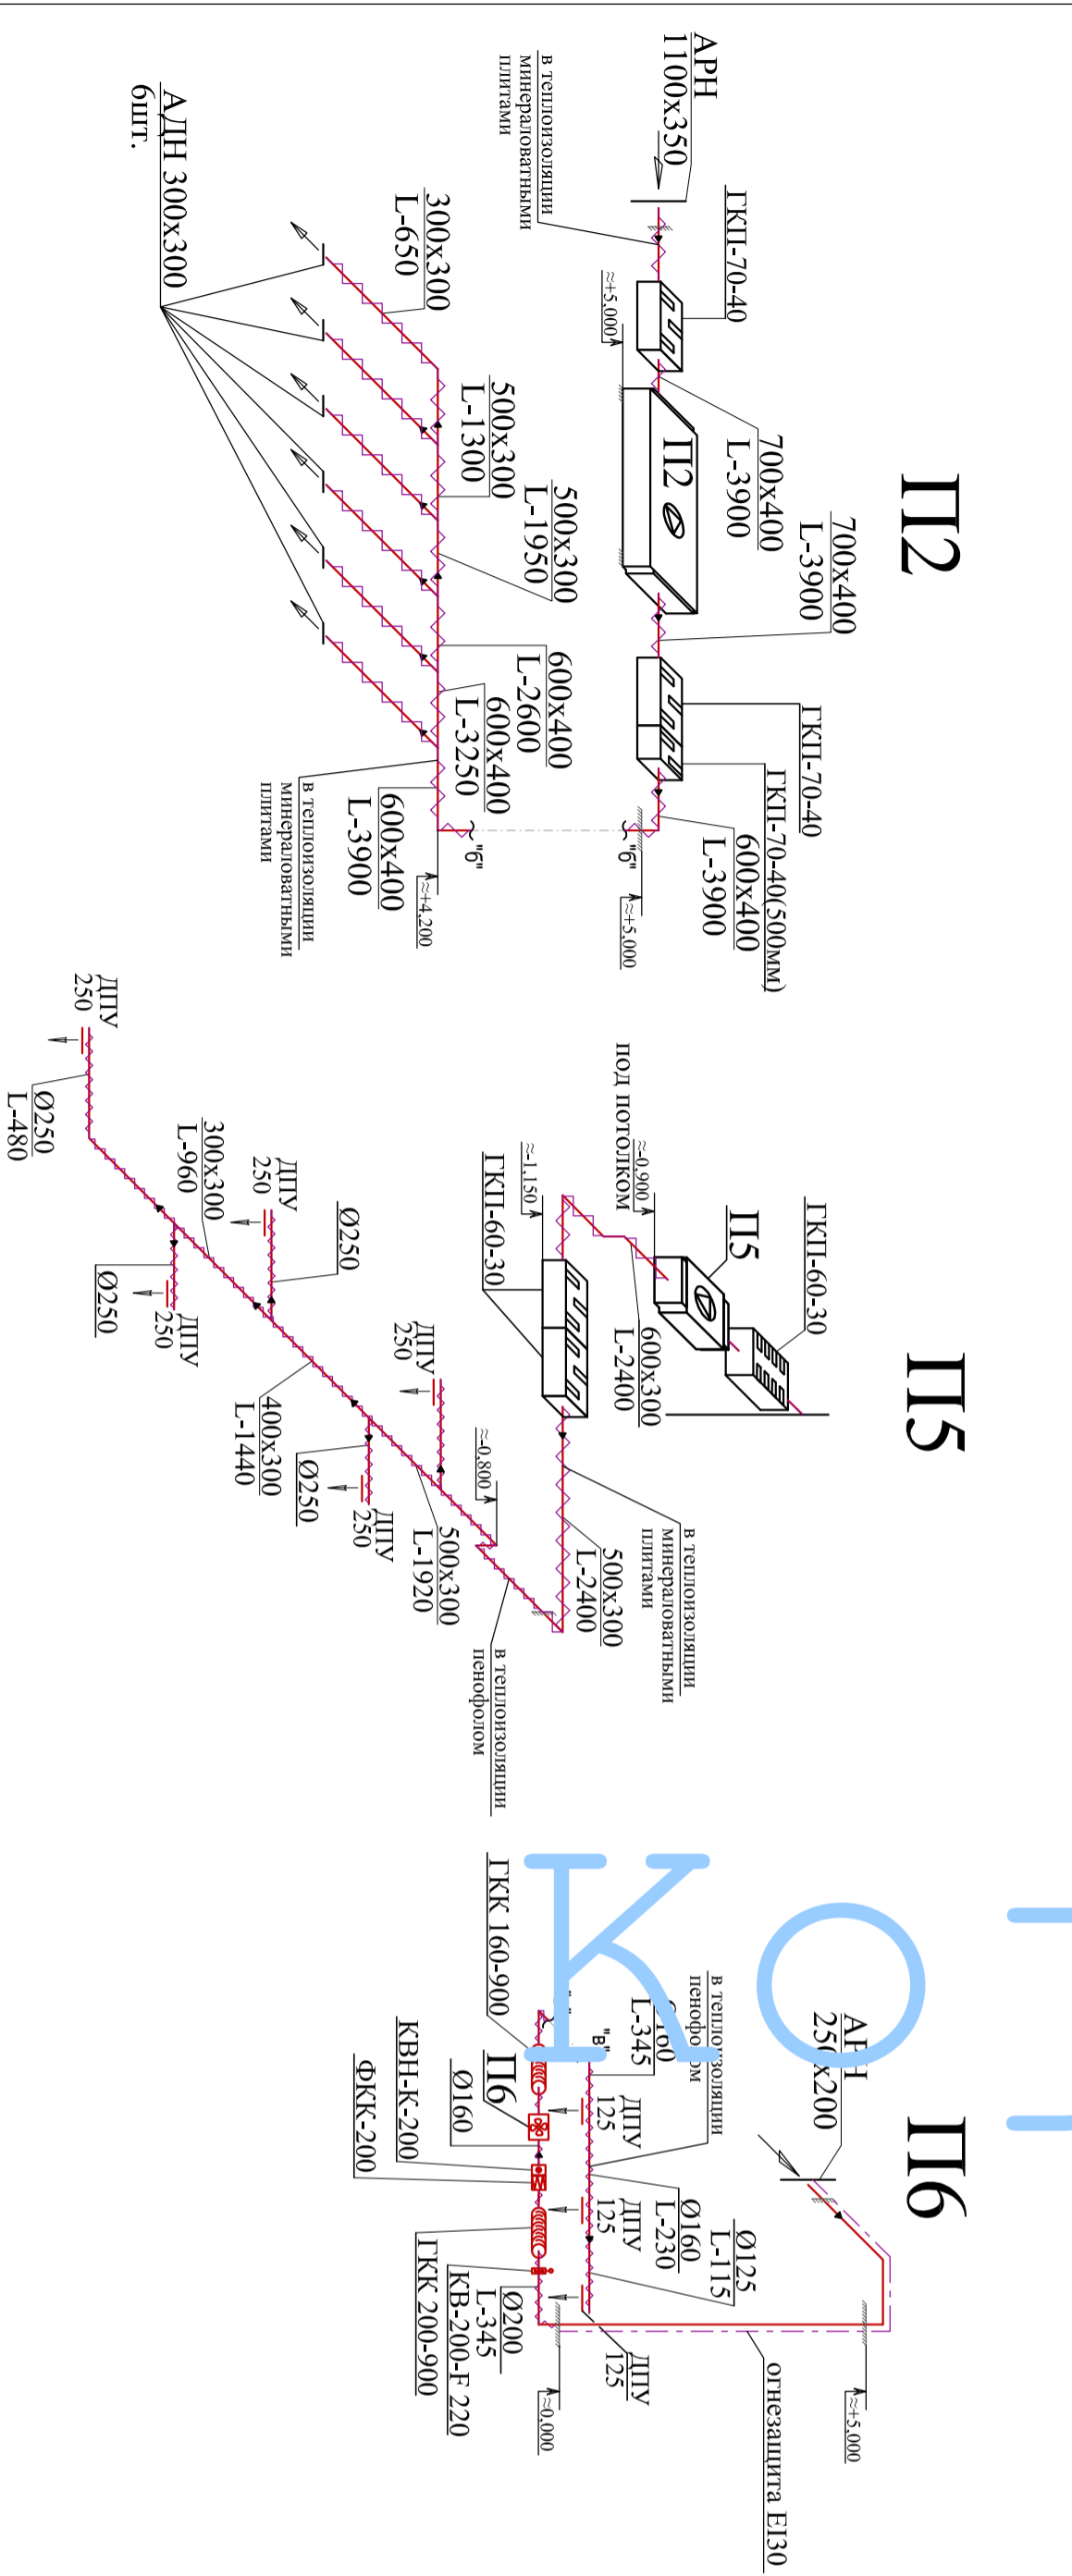 П2
АРН
1100х350
в теплоизоляции
минераловатными
плитами
ГКП-70-40
≈+5,000
П2
700х400
L-3900
700х400
L-3900
ГКП-70-40
ГКП-70-40(500мм)
600х400
L-3900
"б"
≈+5,000
"б"
≈+4,200
300х300
L-650
500х300
L-1300
500х300
L-1950
600х400
L-2600
600х400
L-3250
600х400
L-3900
в теплоизоляции
минераловатными
плитами
АДН 300х300
6шт.
П5
ГКП-60-30
П5
≈-0,900
под потолком
600х300
L-2400
≈-1,150
ГКП-60-30
в теплоизоляции
минераловатными
плитами
500х300
L-2400
≈-0,800
в теплоизоляции
пенофолом
500х300
L-1920
ДПУ
250
ДПУ
250
Ø250
400х300
L-1440
Ø250
ДПУ
250
ДПУ
250
Ø250
300х300
L-960
ДПУ
250
Ø250
L-480
П6
АРН
250х200
≈+5,000
огнезащита EI30
в теплоизоляции
пенофолом
L-345
"в"
ДПУ
125
Ø160
L-230
ДПУ
125
Ø125
L-115
ДПУ
125
ГКК 160-900
П6
Ø160
КВН-К-200
ФКК-200
Ø200
L-345
КВ-200-F 220
ГКК 200-900
≈0,000
Ко